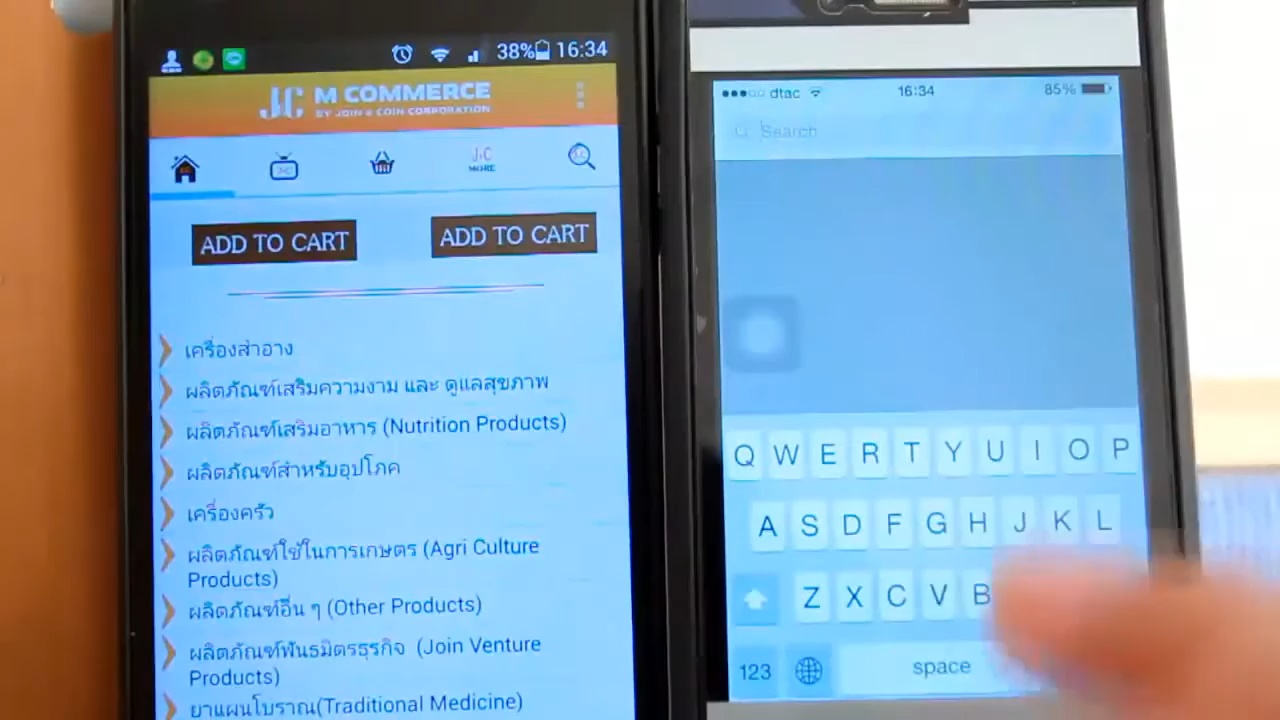 38% 16:34
J&C M COMMERCE
BY JOIN & COIN CORPORATION
J&C
MORE
ADD TO CART ADD TO CART
เครื่องสำอาง
ผลิตภัณฑ์เสริมความงาม และ ดูแลสุขภาพ
ผลิตภัณฑ์เสริมอาหาร (Nutrition Products)
ผลิตภัณฑ์สำหรับอุปโภค
เครื่องครัว
ผลิตภัณฑ์ใช้ในการเกษตร (Agri Culture
Products)
ผลิตภัณฑ์อื่น ๆ (Other Products)
ผลิตภัณฑ์พันธมิตรธุรกิจ (Join Venture
Products)
ยาแผนโบราณ(Traditional Medicine)
dtac 16:34 85%
Search
Q W E R T Y U I O P
A S D F G H J K L
Z X C V B
123 space